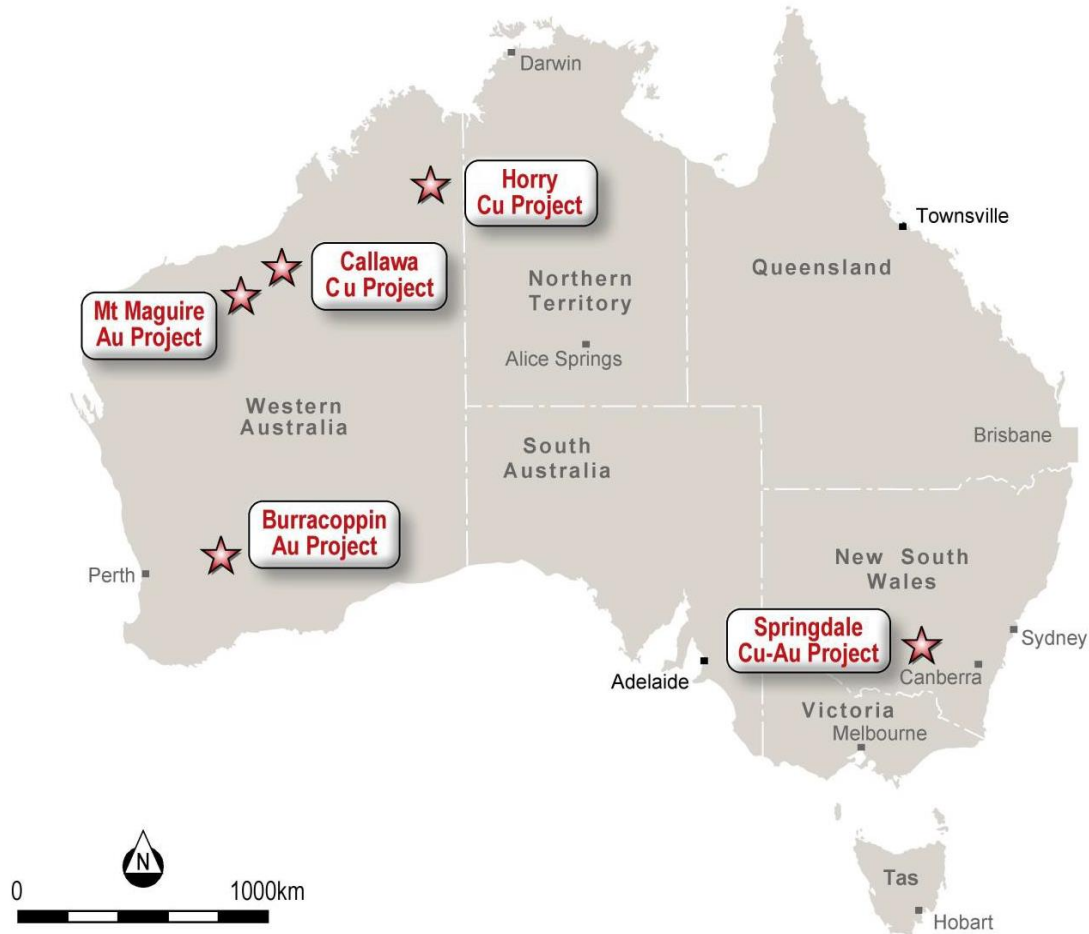 Darwin
Horry
Cu Project
Townsville
Callawa
Cu Project
Northern
Territory
Queensland
Mt Maguire
Au Project
Alice Springs
Western
Australia
South
Australia
Brisbane
Burracoppin
Au Project
Perth
New South
Wales
Springdale
Cu-Au Project
Sydney
Canberra
Adelaide
Victoria
Melbourne
N
0 1000km
Tas
Hobart